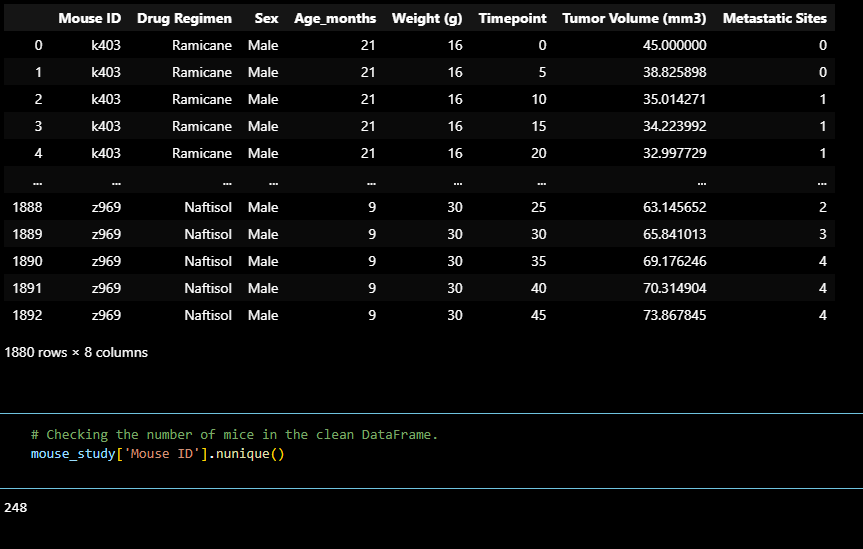 Mouse ID Drug Regimen Sex Age_months Weight (g) Timepoint Tumor Volume (mm3) Metastatic Sites
0 k403 Ramicane Male 21 16 0 45.000000 0
1 k403 Ramicane Male 21 16 5 38.825898 0
2 k403 Ramicane Male 21 16 10 35.014271 1
3 k403 Ramicane Male 21 16 15 34.223992 1
4 k403 Ramicane Male 21 16 20 32.997729 1
... ... ... ... ... ... ... ... ...
1888 z969 Naftisol Male 9 30 25 63.145652 2
1889 z969 Naftisol Male 9 30 30 65.841013 3
1890 z969 Naftisol Male 9 30 35 69.176246 4
1891 z969 Naftisol Male 9 30 40 70.314904 4
1892 z969 Naftisol Male 9 30 45 73.867845 4
1880 rows × 8 columns
# Checking the number of mice in the clean DataFrame.
mouse_study['Mouse ID'].nunique()
248